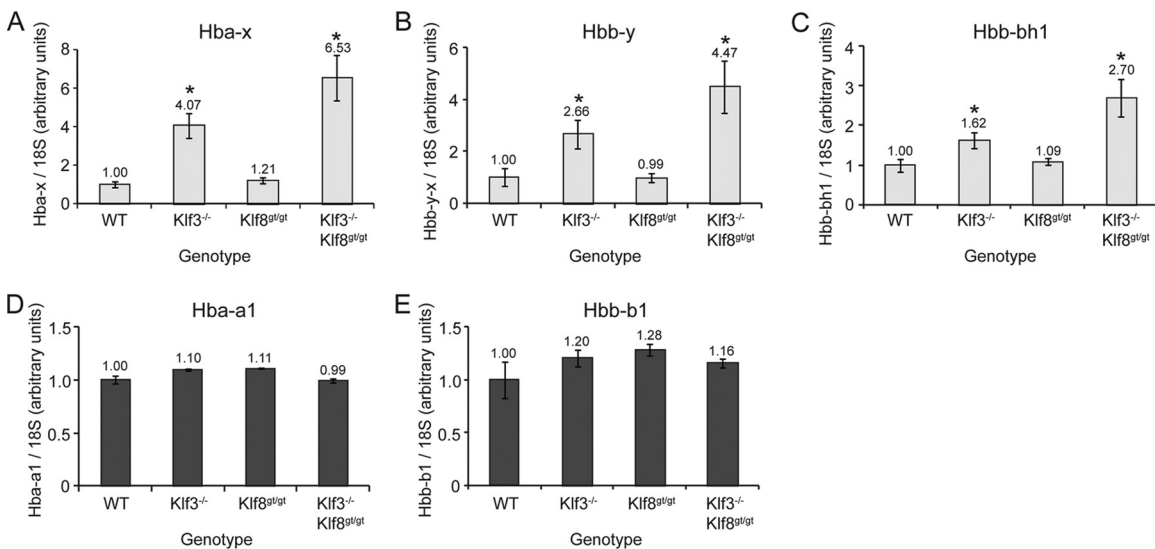 A
Hba-x
Hba-x / 18S (arbitrary units)
8
6
4
2
0
1.00
*
4.07
1.21
*
6.53
WT
Klf3-/-
Klf8gt/gt
Klf3-/-
Klf8gt/gt
Genotype
B
Hbb-y
Hbb-y-x / 18S (arbitrary units)
6
4
2
0
1.00
*
2.66
0.99
*
4.47
WT
Klf3-/-
Klf8gt/gt
Klf3-/-
Klf8gt/gt
Genotype
C
Hbb-bh1
Hbb-bh1 / 18S (arbitrary units)
4
3
2
1
0
1.00
*
1.62
1.09
*
2.70
WT
Klf3-/-
Klf8gt/gt
Klf3-/-
Klf8gt/gt
Genotype
D
Hba-a1
Hba-a1 / 18S (arbitrary units)
1.5
1.0
0.5
0
1.00
1.10
1.11
0.99
WT
Klf3-/-
Klf8gt/gt
Klf3-/-
Klf8gt/gt
Genotype
E
Hbb-b1
Hbb-b1 / 18S (arbitrary units)
1.5
1.0
0.5
0
1.00
1.20
1.28
1.16
WT
Klf3-/-
Klf8gt/gt
Klf3-/-
Klf8gt/gt
Genotype